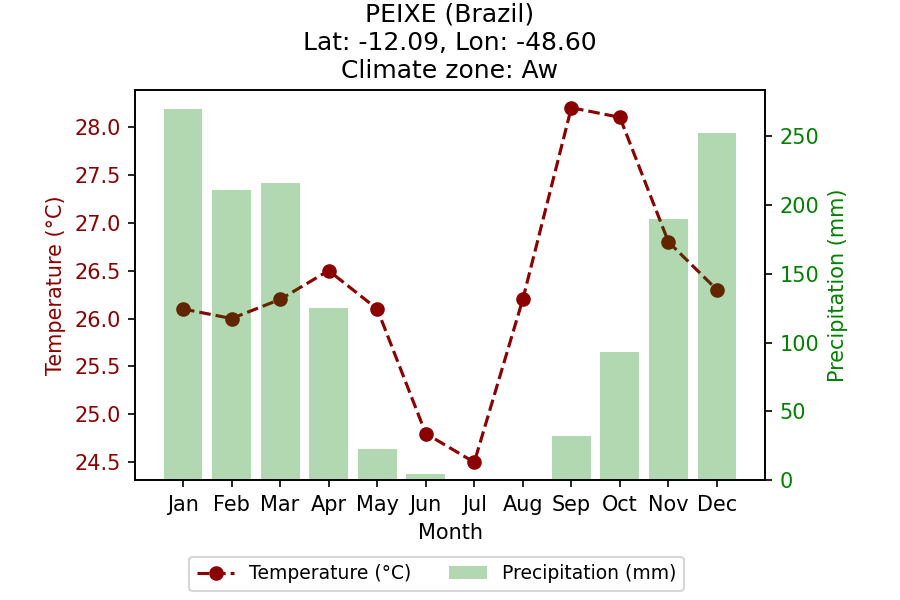 PEIXE (Brazil)
Lat: -12.09, Lon: -48.60
Climate zone: Aw
Temperature (°C)
28.0
27.5
27.0
26.5
26.0
25.5
25.0
24.5
250
200
150
100
50
0
Precipitation (mm)
Jan Feb Mar Apr May Jun Jul Aug Sep Oct Nov Dec
Month
Temperature (°C) Precipitation (mm)